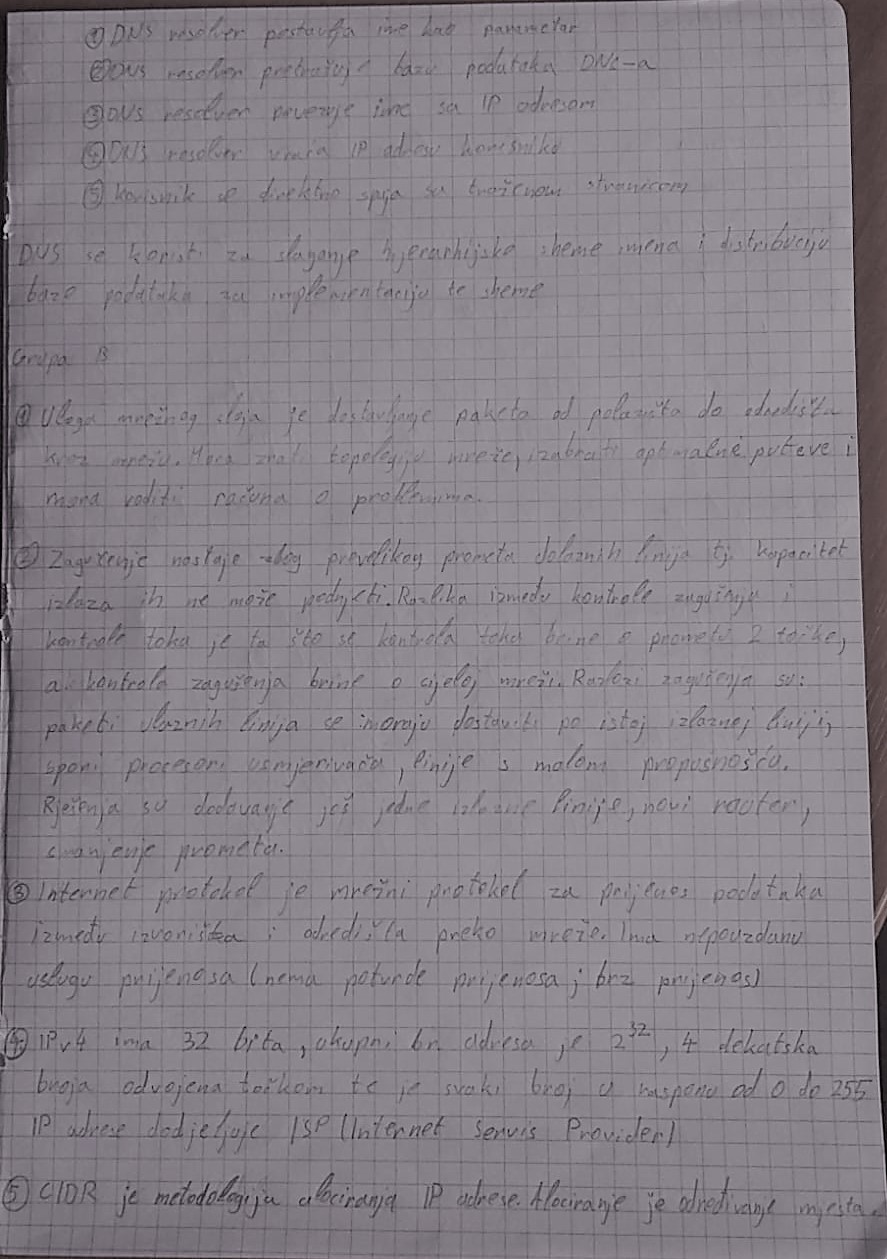 ① DNS resolver postavlja ime kao parametar
② DNS resolver pretražuje bazu podataka DNS-a
③ DNS resolver povezuje ime sa IP adresom
④ DNS resolver vraća IP adresu korisniku
⑤ korisnik se direktno spja sa traženom stranicom
DNS se koristi za slaganje hjerarhijske sheme imena i distribuciju
baze podataka za implementaciju te sheme
Grupa B
① Uloga mrežnog sloja je dostavljanje paketa od polazišta do odredišta
kroz mrežu. Mora znati topologiju mreže, izabrati optimalne puteve i
mora voditi računa o problemima.
② Zagušenje nastaje zbog prevelikog prometa dolaznih linija tj. kapacitet
izlaza ih ne može podnjeti. Razlika između kontrole zagušenja i
kontrole toka je ta što se kontrola toka brine o prometu 2 točke,
a kontrola zagušenja brine o cijeloj mreži. Razlozi zagušenja su:
paketi ulaznih linija se moraju dostaviti po istoj izlaznoj liniji,
spori procesori usmjerivača, linije s malom propusnošću.
Rješenja su dodavanje još jedne izlazne linije, novi router,
smanjenje prometa.
③ Internet protokol je mrežni protokol za prijenos podataka
između izvorišta i odredišta preko mreže. Ima nepouzdanu
uslugu prijenosa (nema potvrde prijenosa; brz prijenos)
④ IPv4 ima 32 bita, ukupni br. adresa je 2³², 4 dekatska
broja odvojena točkom te je svaki broj u rasponu od 0 do 255
IP adrese dodjeljuje ISP (Internet Servis Provider)
⑤ CIDR je metodologija alociranja IP adrese. Alociranje je određivanje mjesta.